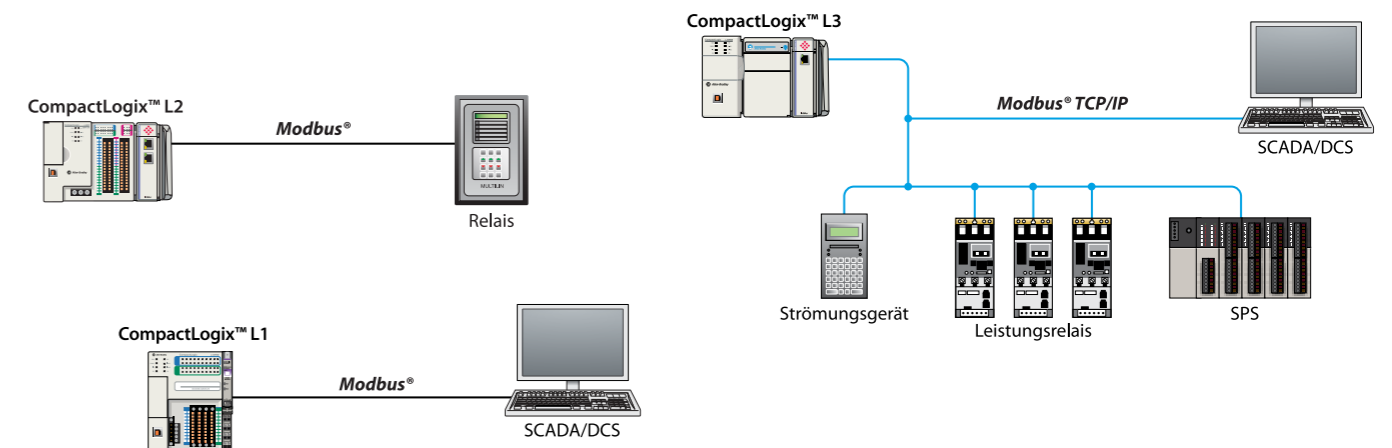 CompactLogix™ L3
Modbus® TCP/IP
SCADA/DCS
CompactLogix™ L2
Modbus®
MULTILIN
Relais
Strömungsgerät
Leistungsrelais
SPS
CompactLogix™ L1
Modbus®
SCADA/DCS